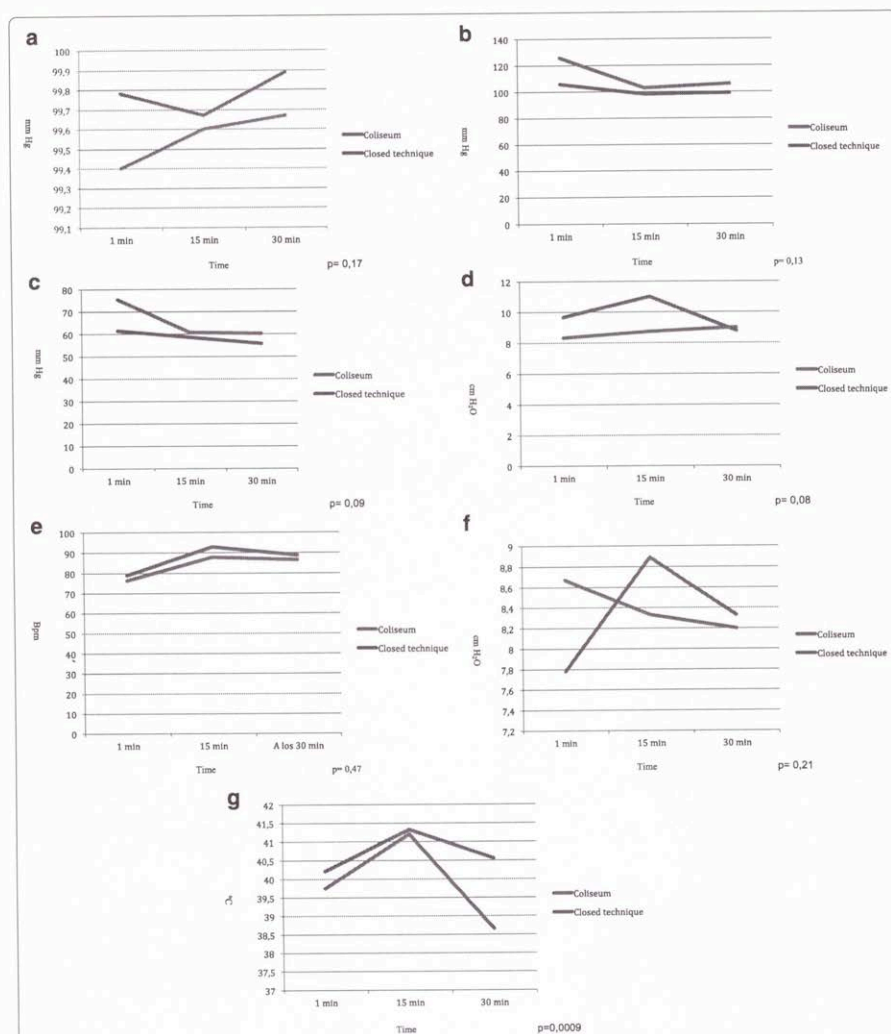 a
100
99,9
99,8
99,7
99,6
99,5
99,4
99,3
99,2
99,1
mm Hg
1 min 15 min 30 min
Time
Coliseum
Closed technique
p= 0,17
b
140
120
100
80
60
40
20
0
mm Hg
1 min 15 min 30 min
Time
Coliseum
Closed technique
p= 0,13
c
80
70
60
50
40
30
20
10
0
mm Hg
1 min 15 min 30 min
Time
Coliseum
Closed technique
p= 0,09
d
12
10
8
6
4
2
0
cm H₂O
1 min 15 min 30 min
Time
Coliseum
Closed technique
p= 0,08
e
100
90
80
70
60
50
40
30
20
10
0
Bpm
1 min 15 min A los 30 min
Time
Coliseum
Closed technique
p= 0,47
f
9
8,8
8,6
8,4
8,2
8
7,8
7,6
7,4
7,2
cm H₂O
1 min 15 min 30 min
Time
Coliseum
Closed technique
p= 0,21
g
42
41,5
41
40,5
40
39,5
39
38,5
38
37,5
37
ºC
1 min 15 min 30 min
Time
Coliseum
Closed technique
p=0,0009